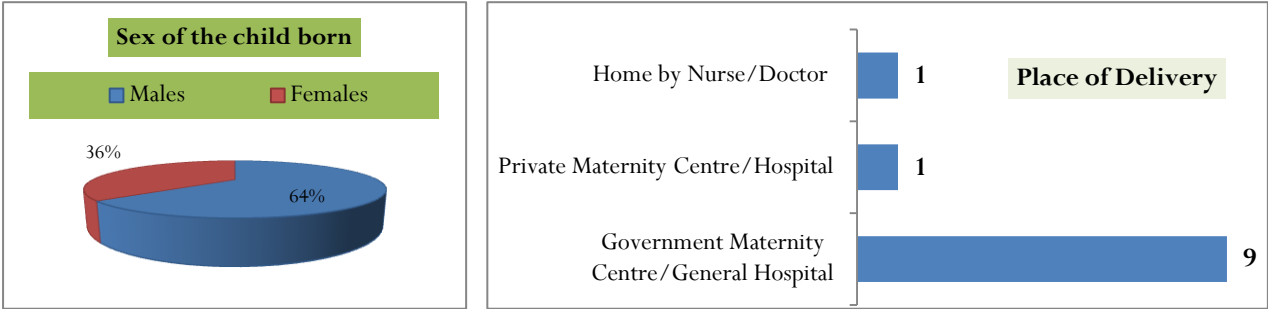 Sex of the child born
Males Females
36%
64%
Place of Delivery
Home by Nurse/Doctor 1
Private Maternity Centre/Hospital 1
Government Maternity
Centre/General Hospital 9